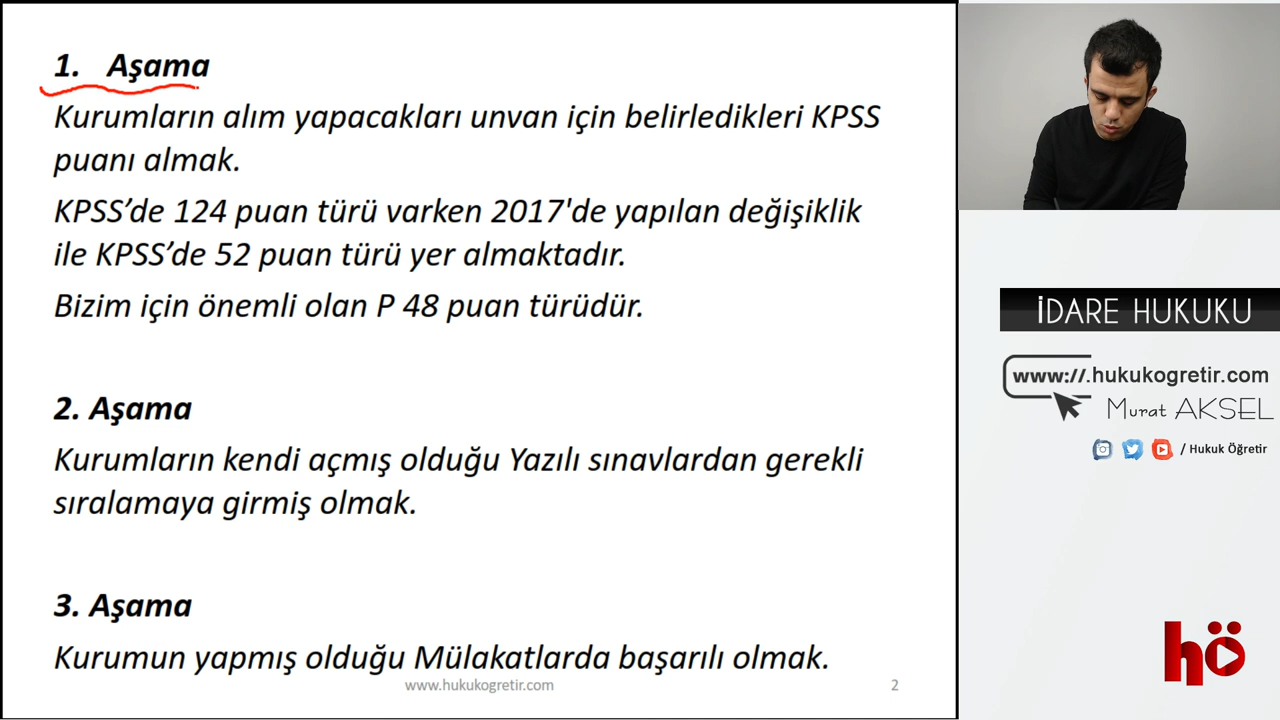 1. Aşama
Kurumların alım yapacakları unvan için belirledikleri KPSS
puanı almak.
KPSS’de 124 puan türü varken 2017'de yapılan değişiklik
ile KPSS’de 52 puan türü yer almaktadır.
Bizim için önemli olan P 48 puan türüdür.
2. Aşama
Kurumların kendi açmış olduğu Yazılı sınavlardan gerekli
sıralamaya girmiş olmak.
3. Aşama
Kurumun yapmış olduğu Mülakatlarda başarılı olmak.
www.hukukogretir.com
2
İDARE HUKUKU
www://.hukukogretir.com
Murat AKSEL
/ Hukuk Öğretir
hö